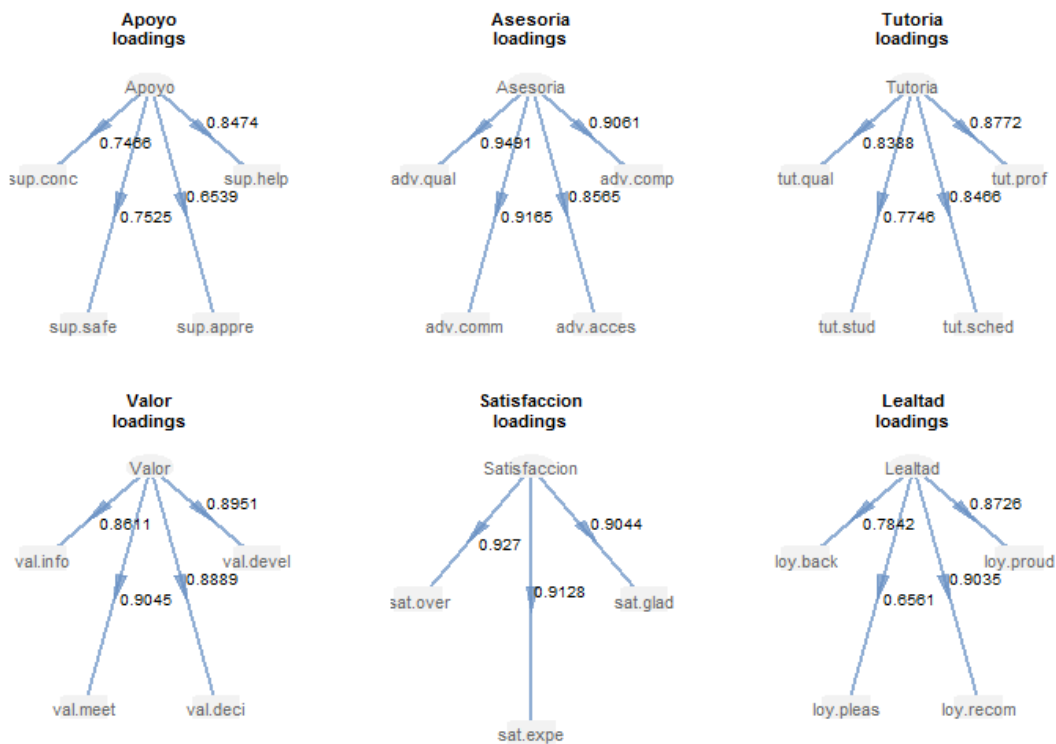 Apoyo
loadings
Asesoria
loadings
Tutoria
loadings
Apoyo
Asesoria
Tutoria
0.8474
0.7466
0.9061
0.9491
0.8772
0.8388
sup.conc
sup.help
adv.qual
adv.comp
tut.qual
tut.prof
0.6539
0.7525
0.8565
0.9165
0.8466
0.7746
sup.safe
sup.appre
adv.comm
adv.acces
tut.stud
tut.sched
Valor
loadings
Satisfaccion
loadings
Lealtad
loadings
Valor
Satisfaccion
Lealtad
0.8951
0.8611
0.9044
0.927
0.8726
0.7842
val.info
val.devel
loy.back
loy.proud
0.8889
0.9045
0.9128
0.9035
0.6561
sat.over
sat.glad
val.meet
val.deci
sat.expe
loy.pleas
loy.recom